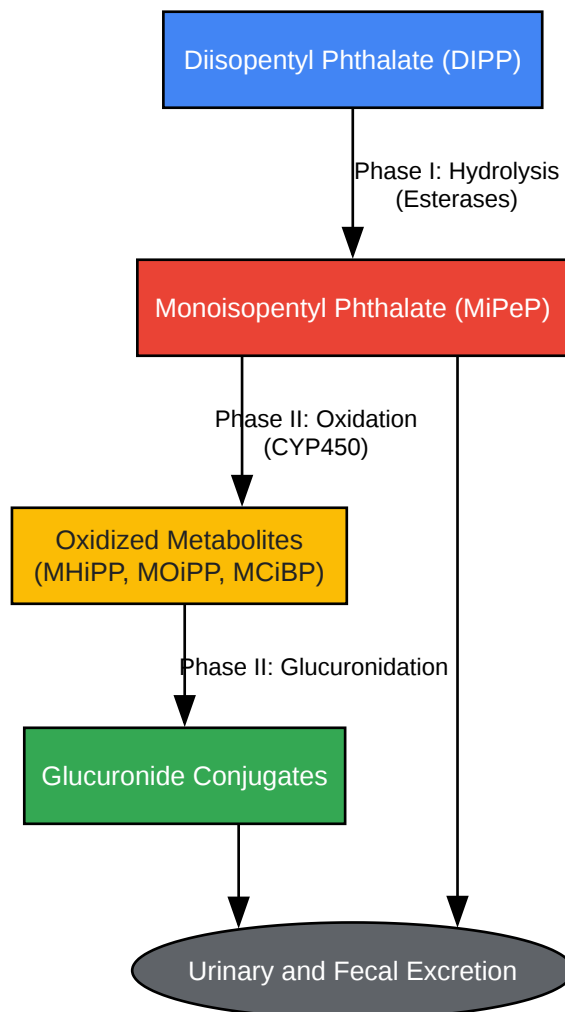 Diisopentyl Phthalate (DIPP)
Phase I: Hydrolysis
(Esterases)
Monoisopentyl Phthalate (MiPeP)
Phase II: Oxidation
(CYP450)
Oxidized Metabolites
(MHiPP, MOiPP, MCiBP)
Phase II: Glucuronidation
Glucuronide Conjugates
Urinary and Fecal Excretion